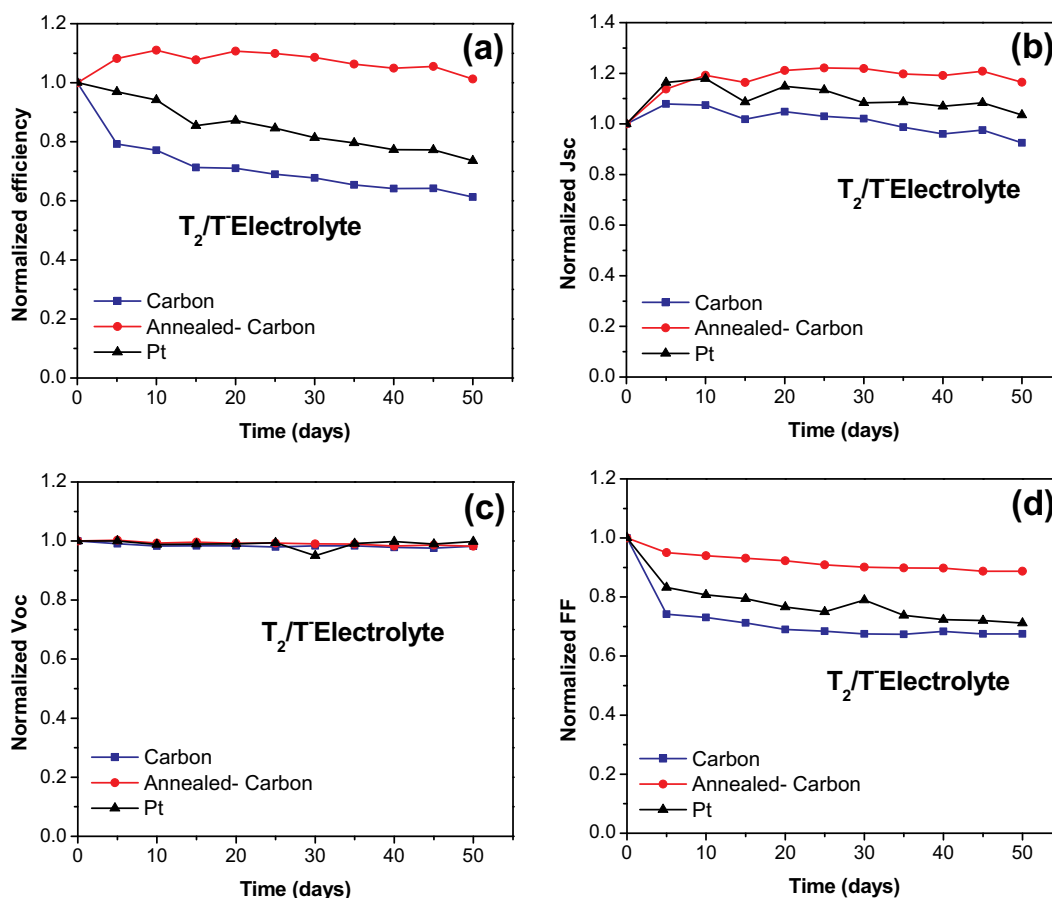 (a)
Normalized efficiency
1.2
1.0
0.8
0.6
0.4
0.2
0.0
T2/T-Electrolyte
Carbon
Annealed- Carbon
Pt
0 10 20 30 40 50
Time (days)
(b)
Normalized Jsc
1.4
1.2
1.0
0.8
0.6
0.4
0.2
0.0
T2/T-Electrolyte
Carbon
Annealed- Carbon
Pt
0 10 20 30 40 50
Time (days)
(c)
Normalized Voc
1.2
1.0
0.8
0.6
0.4
0.2
0.0
T2/T-Electrolyte
Carbon
Annealed- Carbon
Pt
0 10 20 30 40 50
Time (days)
(d)
Normalized FF
1.2
1.0
0.8
0.6
0.4
0.2
0.0
T2/T-Electrolyte
Carbon
Annealed- Carbon
Pt
0 10 20 30 40 50
Time (days)